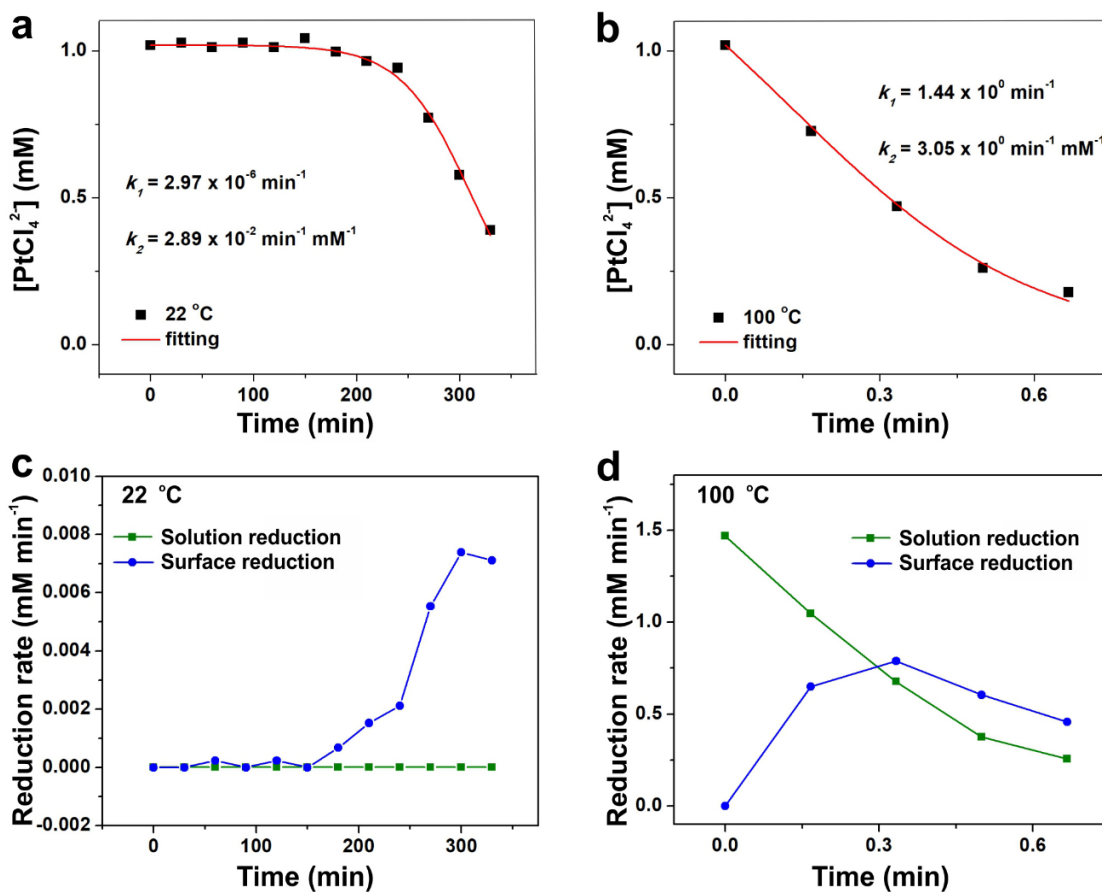 a
1.0
0.5
0.0
[PtCl₄²⁻] (mM)
k₁ = 2.97 x 10⁻⁶ min⁻¹
k₂ = 2.89 x 10⁻² min⁻¹ mM⁻¹
22 °C
fitting
0 100 200 300
Time (min)
b
1.0
0.5
0.0
[PtCl₄²⁻] (mM)
k₁ = 1.44 x 10⁰ min⁻¹
k₂ = 3.05 x 10⁰ min⁻¹ mM⁻¹
100 °C
fitting
0.0 0.3 0.6
Time (min)
c
0.010
0.008
0.006
0.004
0.002
0.000
-0.002
Reduction rate (mM min⁻¹)
22 °C
Solution reduction
Surface reduction
0 100 200 300
Time (min)
d
1.5
1.0
0.5
0.0
Reduction rate (mM min⁻¹)
100 °C
Solution reduction
Surface reduction
0.0 0.3 0.6
Time (min)